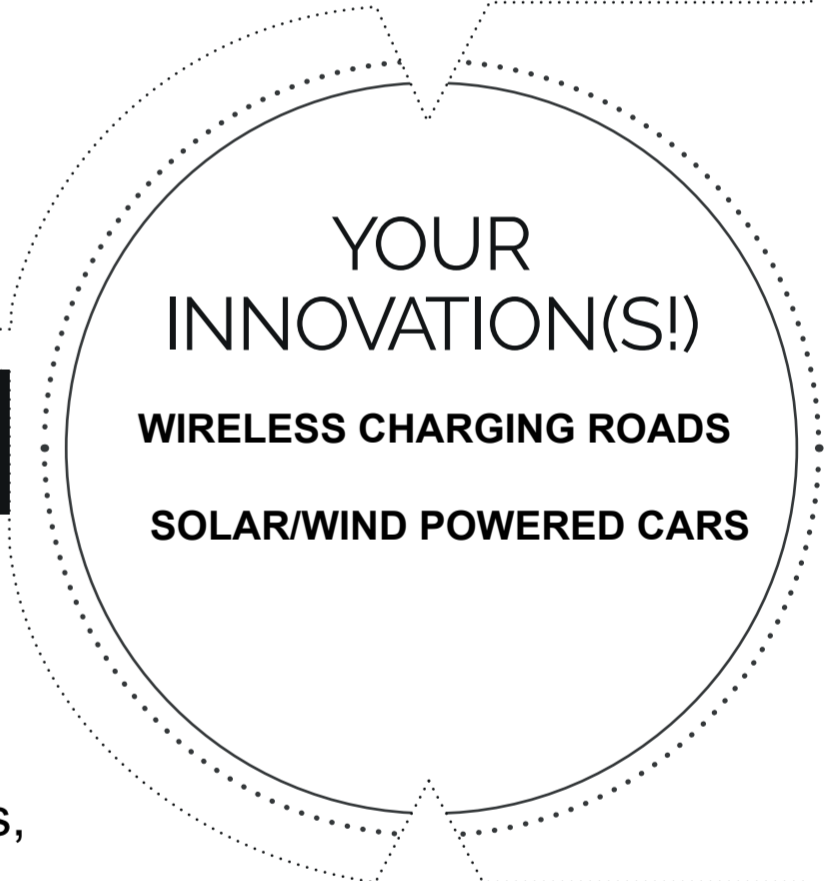 YOUR
INNOVATION(S!)
WIRELESS CHARGING ROADS
SOLAR/WIND POWERED CARS
s,